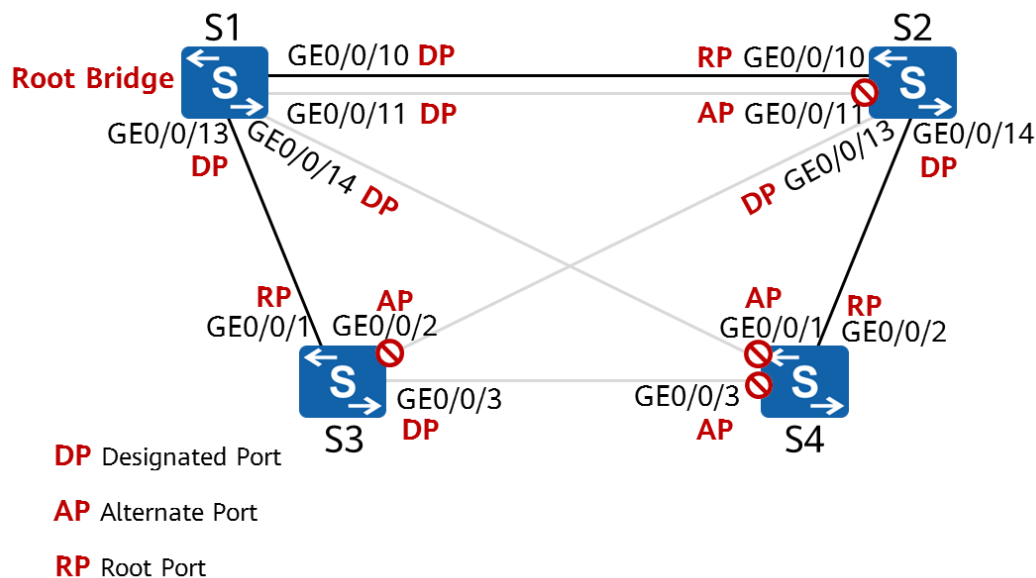 S1
S2
GE0/0/10 DP
RP GE0/0/10
Root Bridge
S
S
GE0/0/11 DP
AP GE0/0/11
GE0/0/13
DP
GE0/0/14 DP
DP GE0/0/13
GE0/0/14
DP
RP
GE0/0/1
AP
GE0/0/2
AP
GE0/0/1
RP
GE0/0/2
S
S
GE0/0/3
DP
GE0/0/3
AP
S3
S4
DP Designated Port
AP Alternate Port
RP Root Port